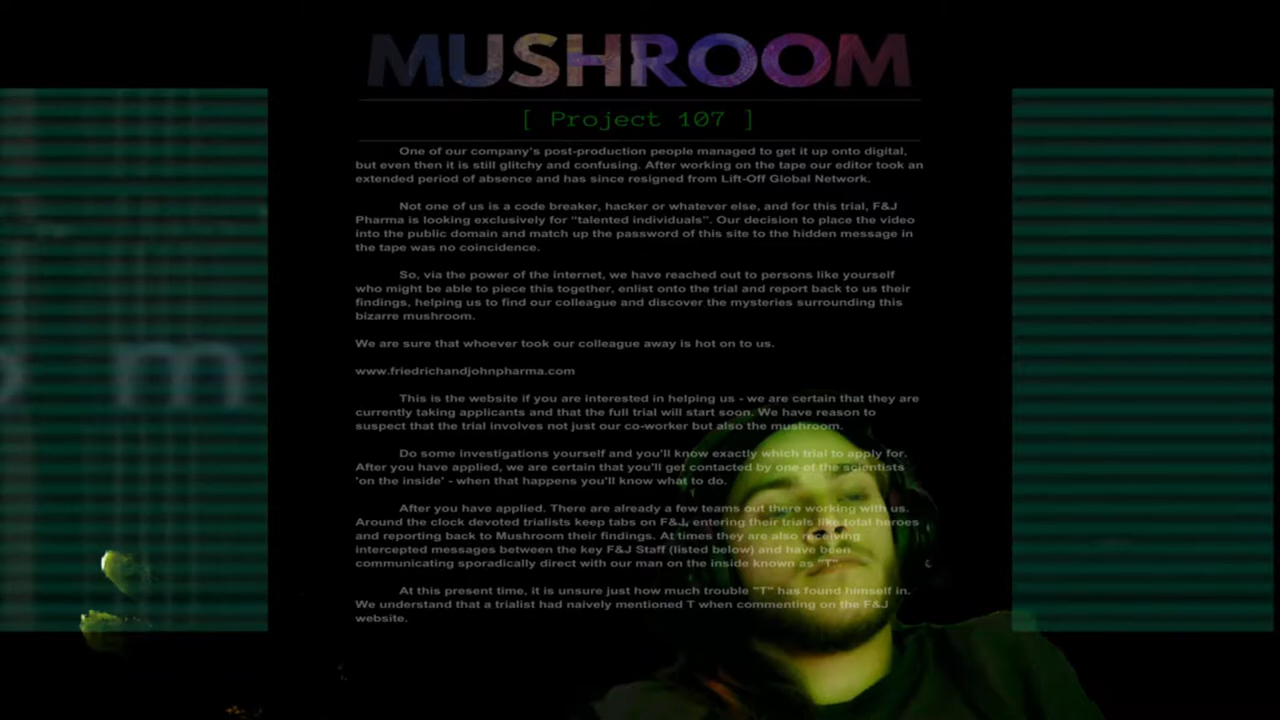 MUSHROOM
[ Project 107 ]
One of our company's post-production people managed to get it up onto digital,
but even then it is still glitchy and confusing. After working on the tape our editor took an
extended period of absence and has since resigned from Lift-Off Global Network.
Not one of us is a code breaker, hacker or whatever else, and for this trial, F&J
Pharma is looking exclusively for “talented individuals”. Our decision to place the video
into the public domain and match up the password of this site to the hidden message in
the tape was no coincidence.
So, via the power of the internet, we have reached out to persons like yourself
who might be able to piece this together, enlist onto the trial and report back to us their
findings, helping us to find our colleague and discover the mysteries surrounding this
bizarre mushroom.
We are sure that whoever took our colleague away is hot on to us.
m
www.friedrichandjohnpharma.com
This is the website if you are interested in helping us - we are certain that they are
currently taking applicants and that the full trial will start soon. We have reason to
suspect that the trial involves not just our co-worker but also the mushroom.
Do some investigations yourself and you'll know exactly which trial to apply for.
After you have applied, we are certain that you'll get contacted by one of the scientists
'on the inside' - when that happens you'll know what to do.
After you have applied. There are already a few teams out there working with us.
Around the clock devoted trialists keep tabs on F&J, entering their trials like total heroes
and reporting back to Mushroom their findings. At times they are also receiving
intercepted messages between the key F&J Staff (listed below) and have been
communicating sporadically direct with our man on the inside known as "T".
At this present time, it is unsure just how much trouble "T" has found himself in.
We understand that a trialist had naively mentioned T when commenting on the F&J
website.